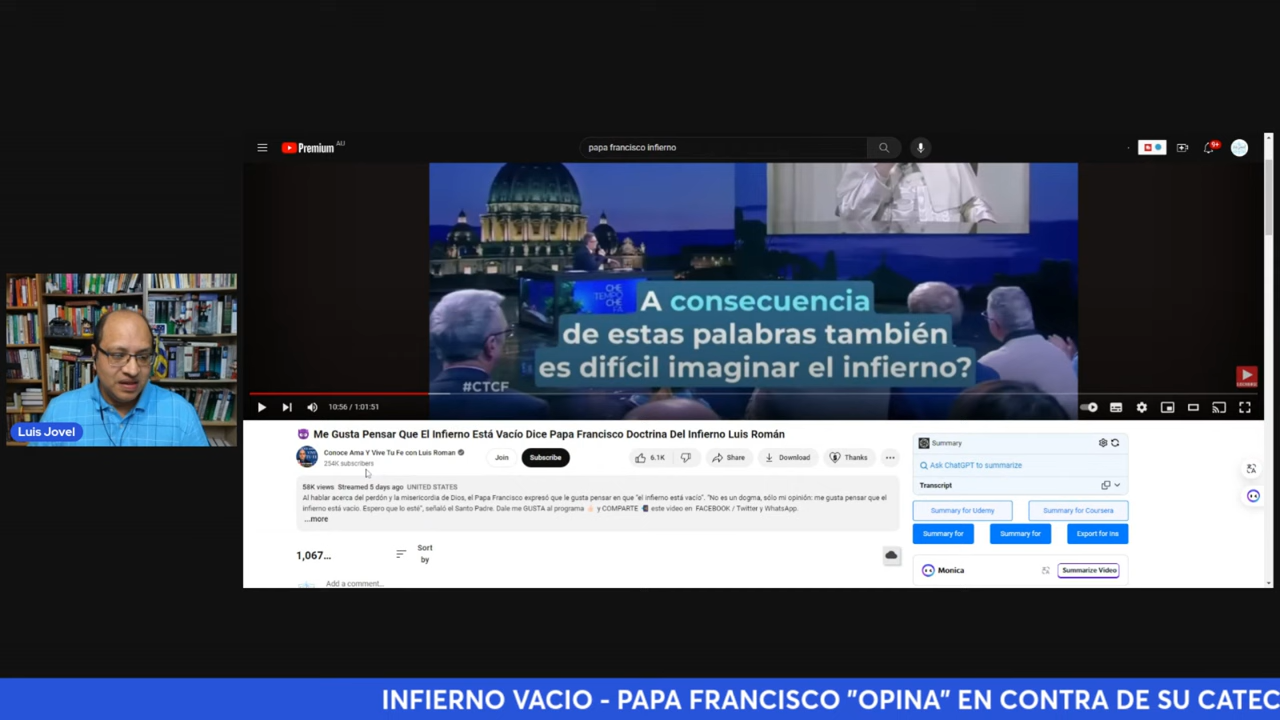 Premium AU
papa francisco infierno
9+
CHE
TEMPO
CHE
A consecuencia
de estas palabras también
es difícil imaginar el infierno?
#CTCF
10:56 / 1:01:51
Luis Jovel
Me Gusta Pensar Que El Infierno Está Vacío Dice Papa Francisco Doctrina Del Infierno Luis Román
Conoce Ama Y Vive Tu Fe con Luis Roman
254K subscribers
Join
Subscribe
6.1K
Share
Download
Thanks
58K views Streamed 5 days ago UNITED STATES
Al hablar acerca del perdón y la misericordia de Dios, el Papa Francisco expresó que le gusta pensar en que "el infierno está vacío". "No es un dogma, sólo mi opinión: me gusta pensar que el
infierno está vacío. Espero que lo esté", señaló el Santo Padre. Dale me GUSTA al programa y COMPARTE este video en FACEBOOK / Twitter y WhatsApp.
...more
1,067...
Sort
by
Add a comment...
Summary
Ask ChatGPT to summarize
Transcript
Summary for Udemy
Summary for Coursera
Summary for
Summary for
Export for Ins
Monica
Summarize Video
INFIERNO VACIO - PAPA FRANCISCO "OPINA" EN CONTRA DE SU CATEC